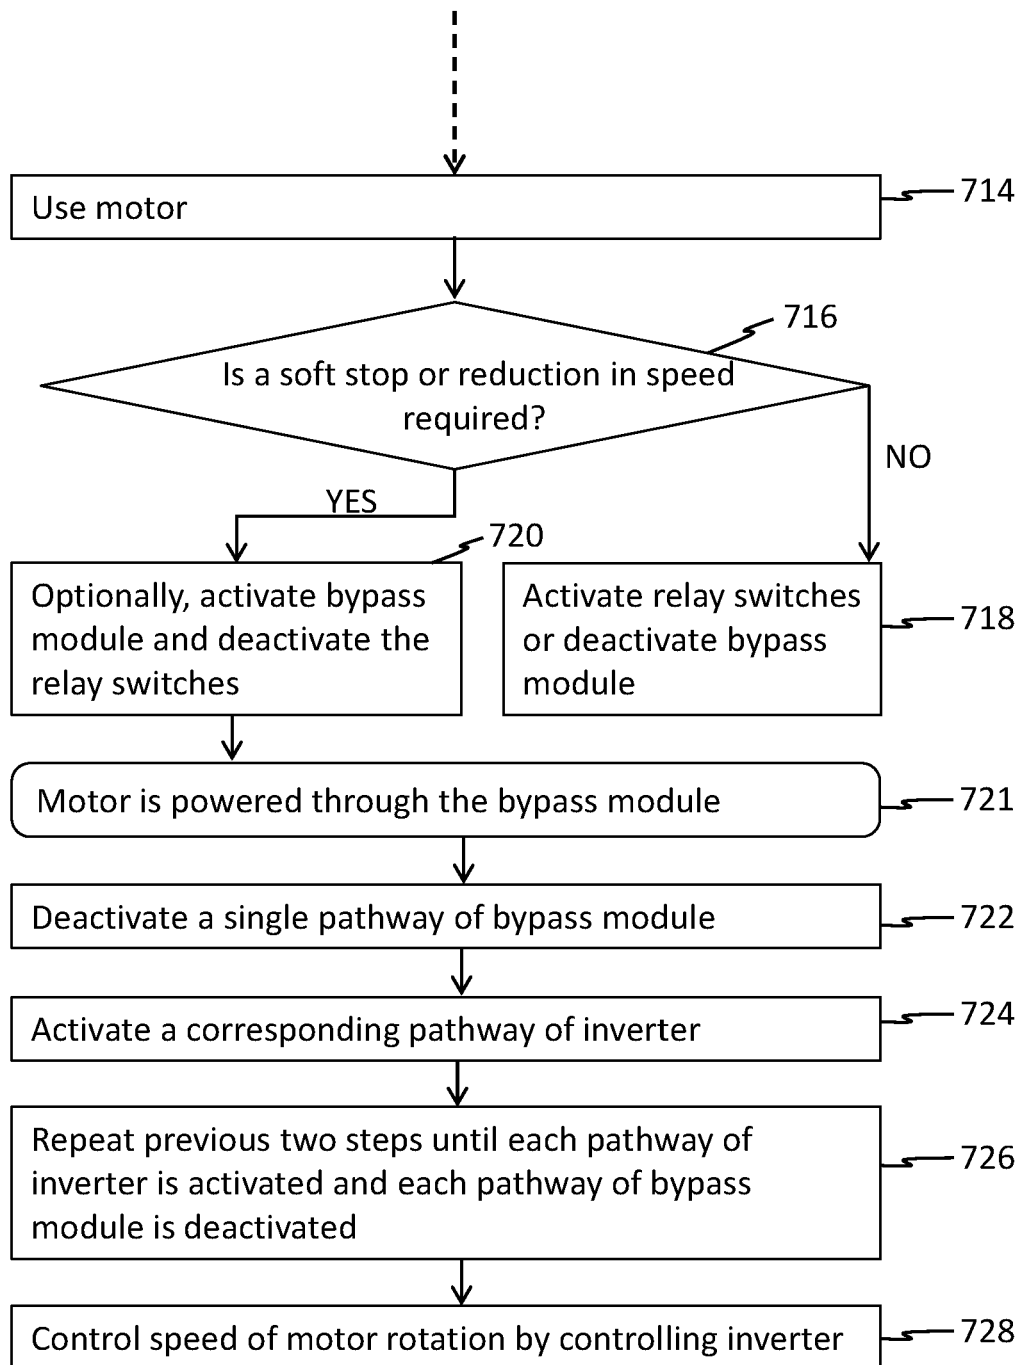 Use motor
714
716
Is a soft stop or reduction in speed
required?
NO
YES
720
Optionally, activate bypass
module and deactivate the
relay switches
Activate relay switches
or deactivate bypass
module
718
Motor is powered through the bypass module
721
Deactivate a single pathway of bypass module
722
Activate a corresponding pathway of inverter
724
Repeat previous two steps until each pathway of
inverter is activated and each pathway of bypass
module is deactivated
726
Control speed of motor rotation by controlling inverter
728